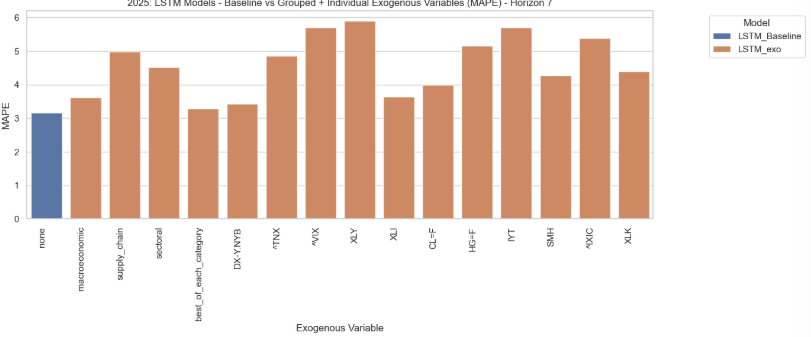 2025: LSTM Models - Baseline vs Grouped + Individual Exogenous Variables (MAPE) - Horizon 7
Model
LSTM_Baseline
LSTM_exo
MAPE
6
5
4
3
2
1
0
none
macroeconomic
supply_chain
sectoral
best_of_each_category
DX-Y.NYB
^TNX
^VIX
XLY
XLI
CL=F
HG=F
IYT
SMH
^IXIC
XLK
Exogenous Variable